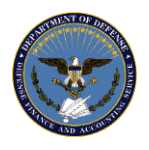 DEPARTMENT OF DEFENSE
DEFENSE FINANCE AND ACCOUNTING SERVICE